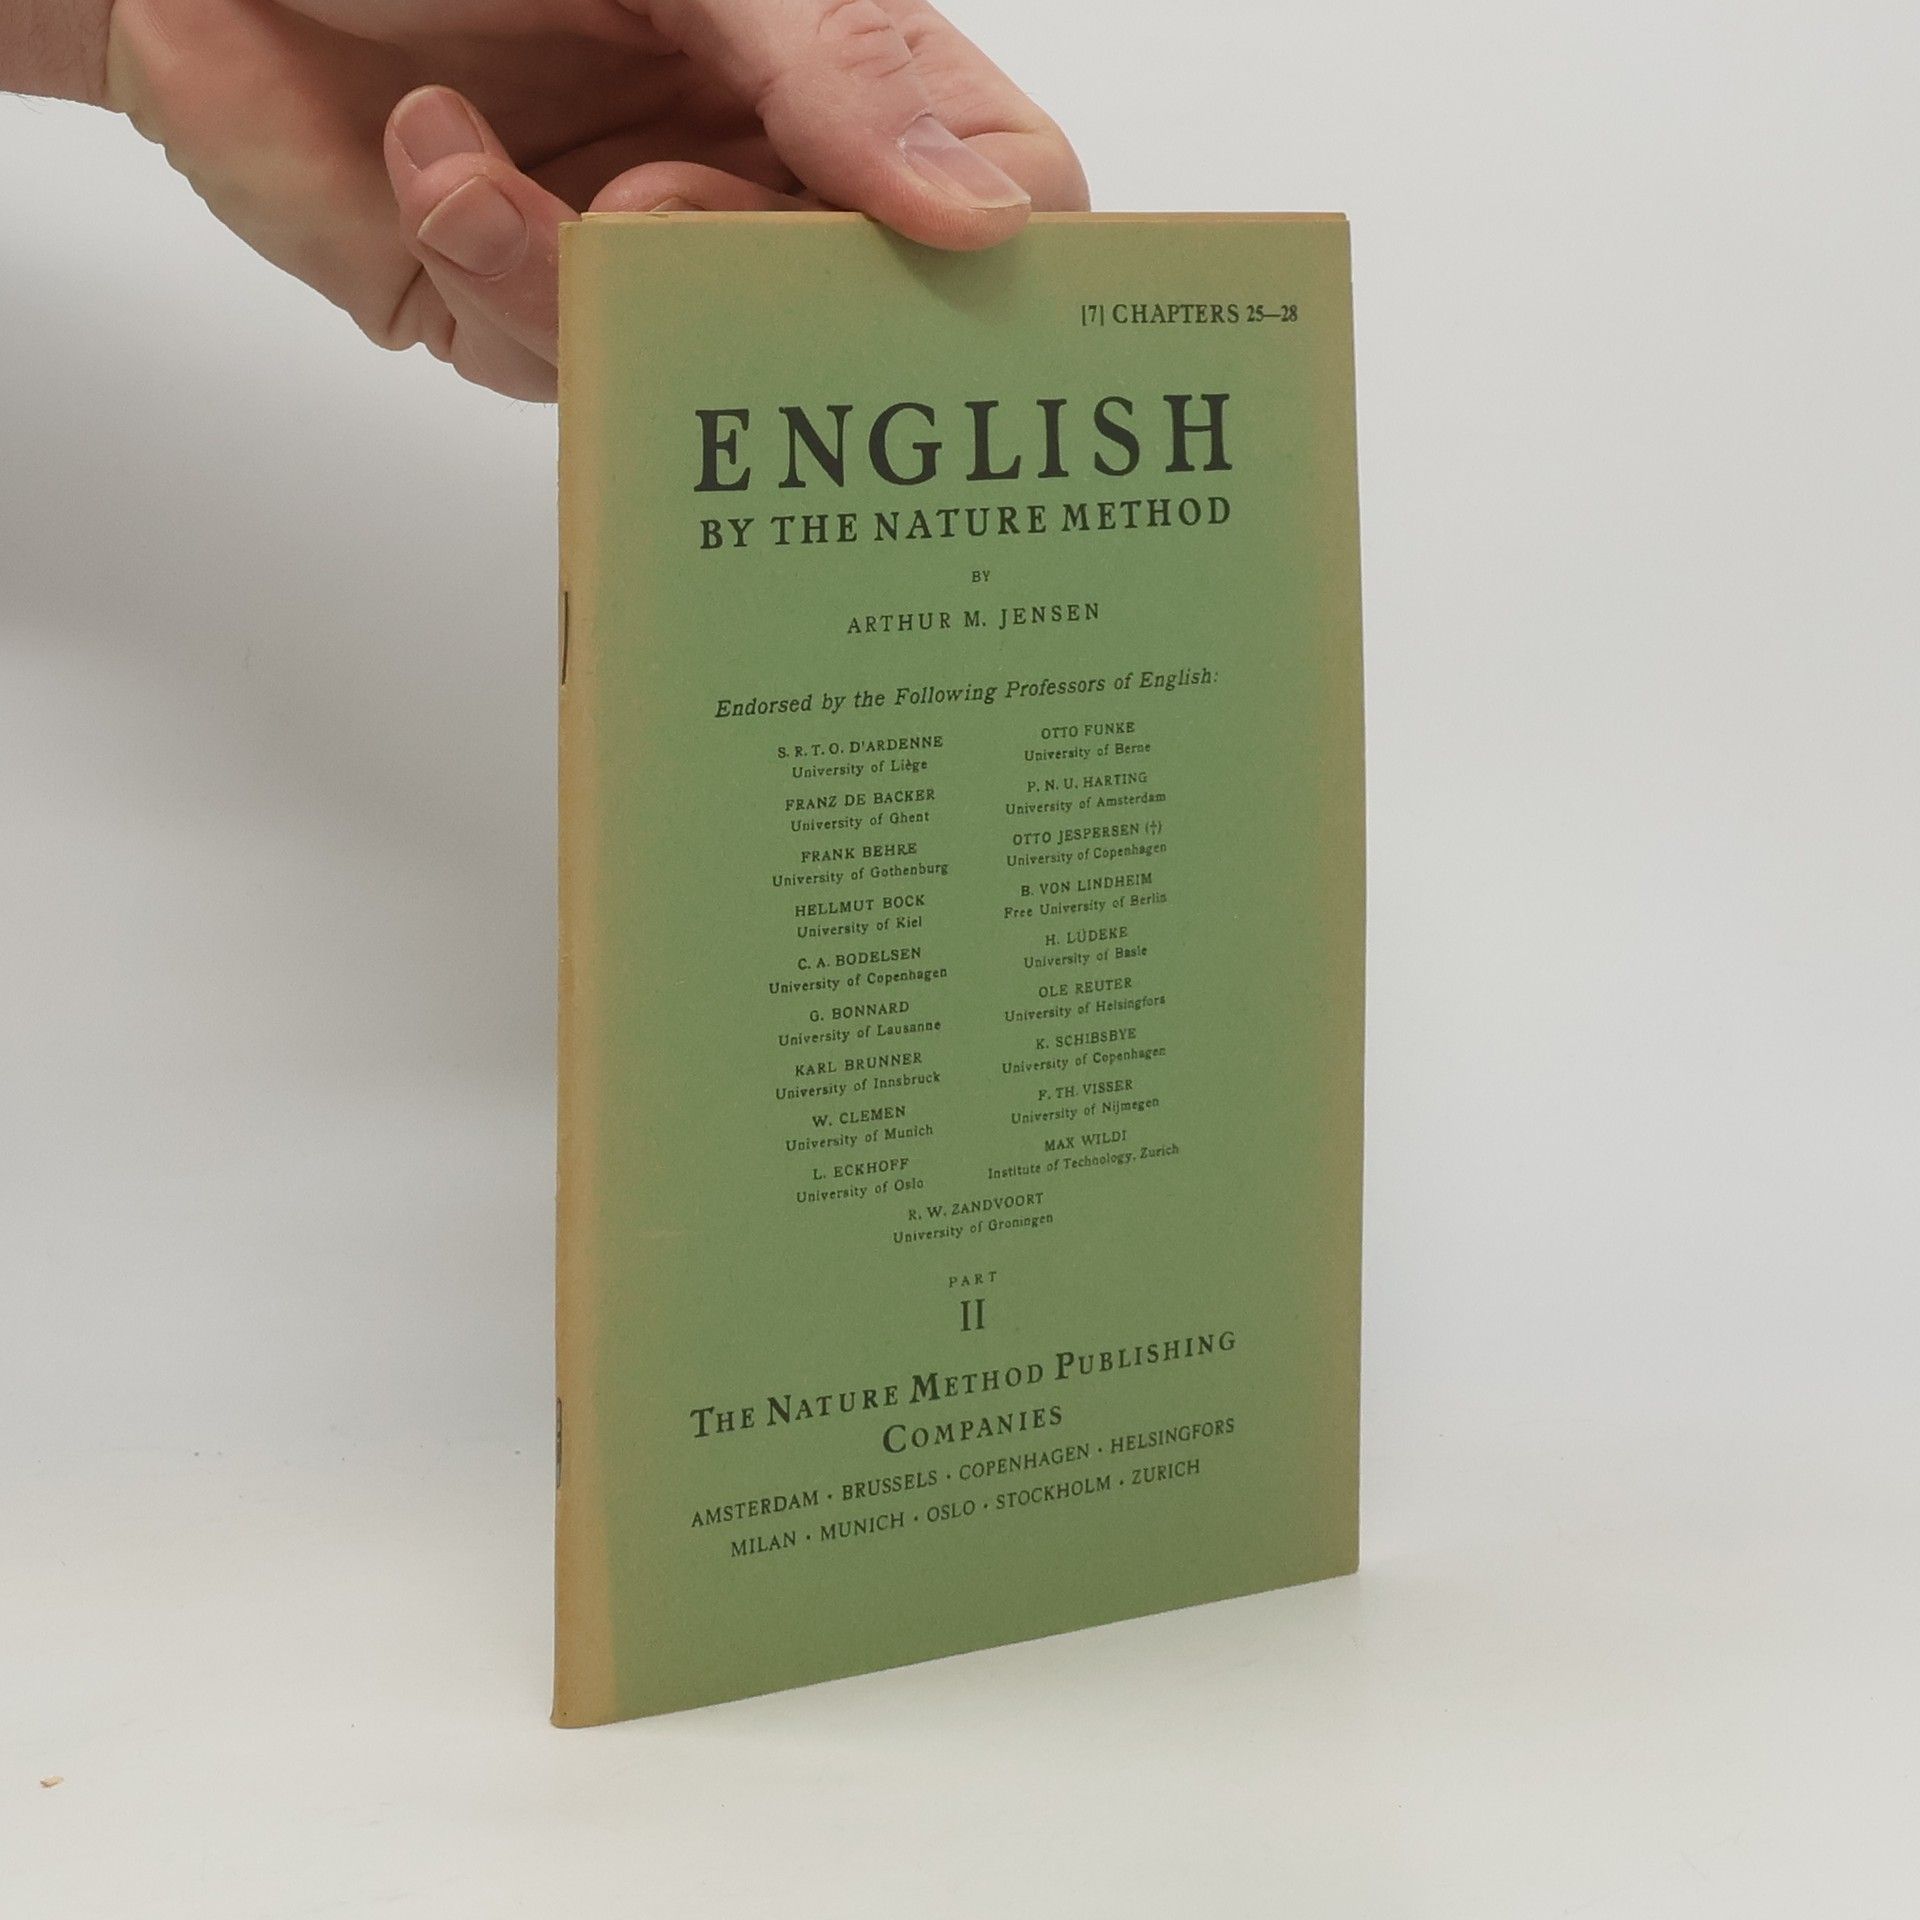 [7] CHAPTERS 25—28
ENGLISH
BY THE NATURE METHOD
BY
ARTHUR M. JENSEN
Endorsed by the Following Professors of English:
S. R. T. O. D'ARDENNE
University of Liège
FRANZ DE BACKER
University of Ghent
FRANK BEHRE
University of Gothenburg
HELLMUT BOCK
University of Kiel
C. A. BODELSEN
University of Copenhagen
G. BONNARD
University of Lausanne
KARL BRUNNER
University of Innsbruck
W. CLEMEN
University of Munich
L. ECKHOFF
University of Oslo
OTTO FUNKE
University of Berne
P. N. U. HARTING
University of Amsterdam
OTTO JESPERSEN (†)
University of Copenhagen
B. VON LINDHEIM
Free University of Berlin
H. LÜDEKE
University of Basle
OLE REUTER
University of Helsingfors
K. SCHIBSBYE
University of Copenhagen
F. TH. VISSER
University of Nijmegen
MAX WILDI
Institute of Technology, Zurich
R. W. ZANDVOORT
University of Groningen
PART
II
THE NATURE METHOD PUBLISHING
COMPANIES
AMSTERDAM · BRUSSELS · COPENHAGEN · HELSINGFORS
MILAN · MUNICH · OSLO · STOCKHOLM · ZURICH